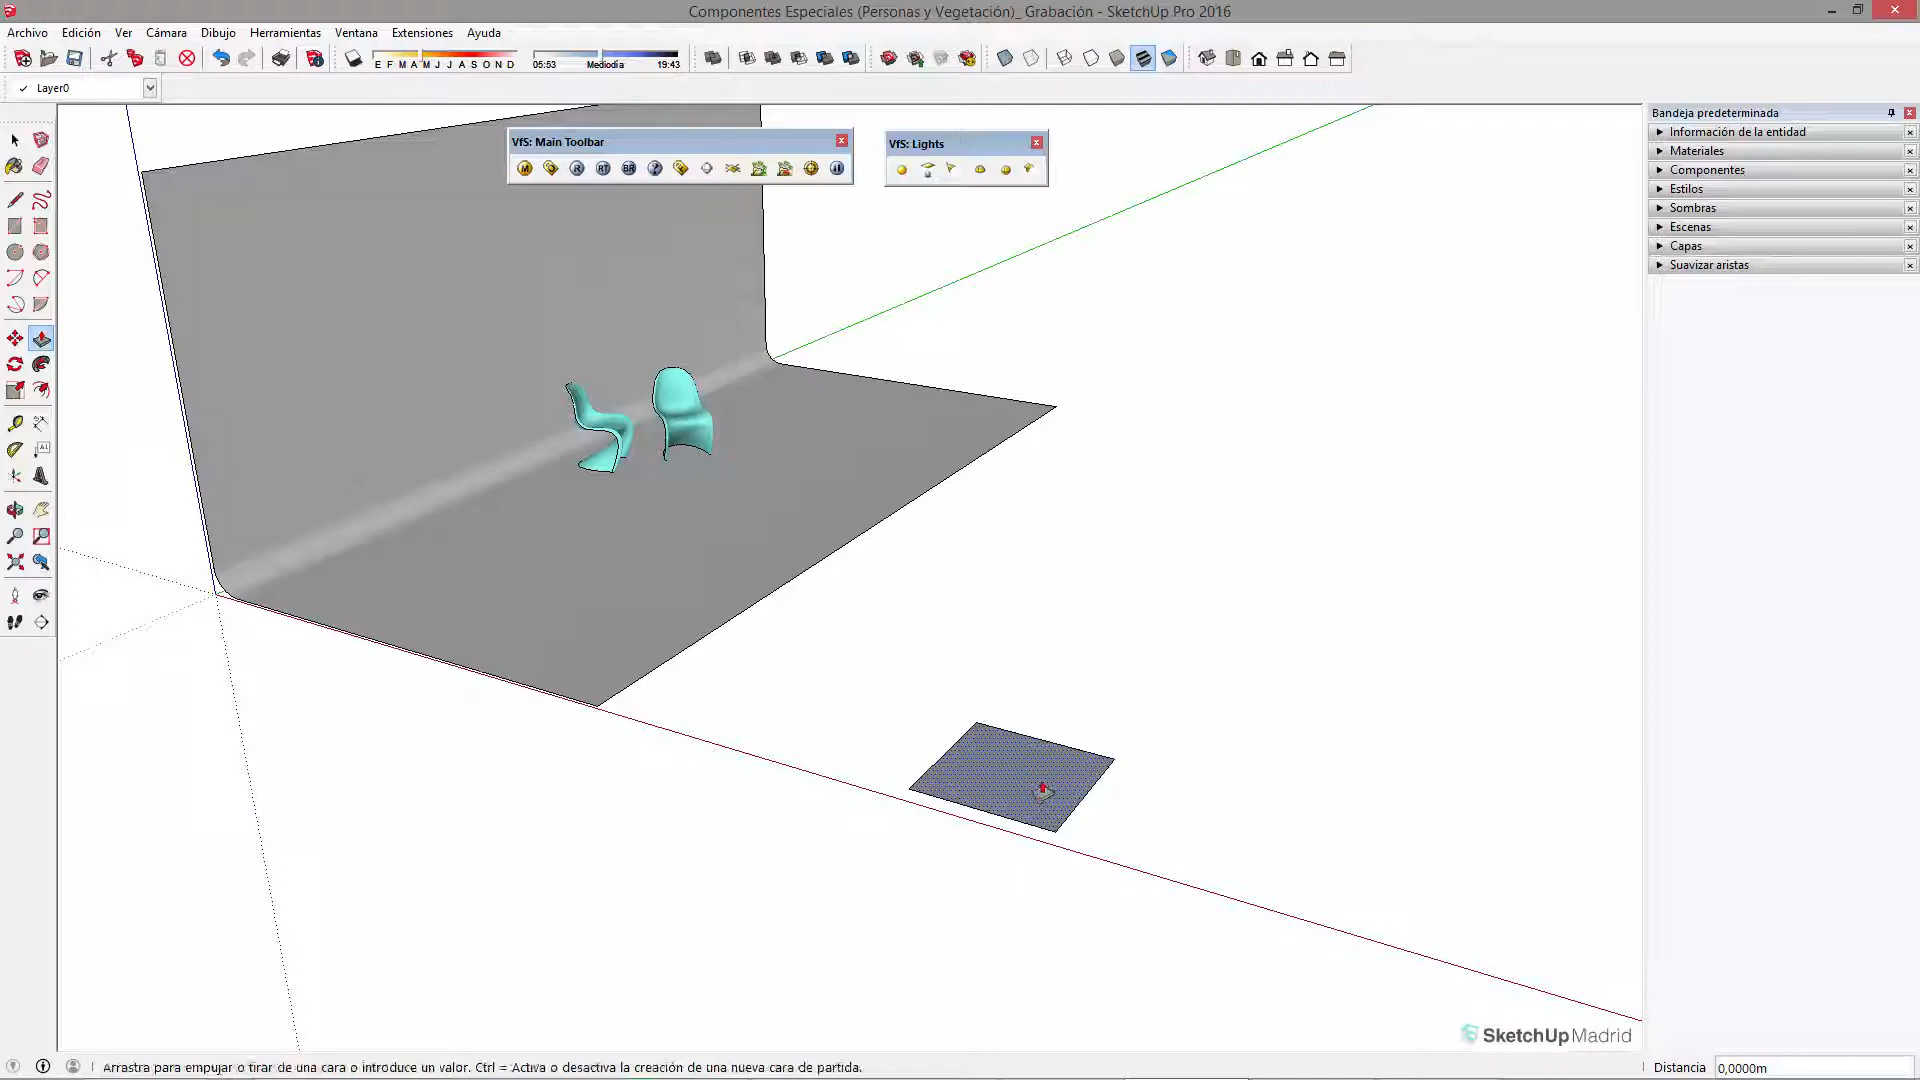 Componentes Especiales (Personas y Vegetación)_ Grabación - SketchUp Pro 2016
Archivo Edición Ver Cámara Dibujo Herramientas Ventana Extensiones Ayuda
E F M A M J J A S O N D
05:53 Mediodía 19:43
Layer0
VfS: Main Toolbar
M R RT BR
VfS: Lights
Bandeja predeterminada
Información de la entidad
Materiales
Componentes
Estilos
Sombras
Escenas
Capas
Suavizar aristas
SketchUp Madrid
Arrastra para empujar o tirar de una cara o introduce un valor. Ctrl = Activa o desactiva la creación de una nueva cara de partida.
Distancia 0,0000m